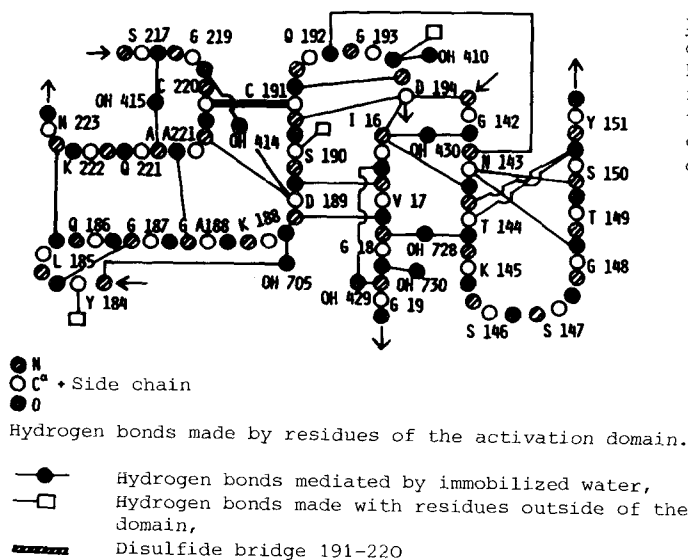 S 217 G 219 Q 192 G 193
OH 410
C 220 C 191 D 194
OH 415 I 16 G 142
N 223 OH 414 OH 430 Y 151
A A221 S 190 N 143
K 222 Q 221 S 150
D 189 V 17
Q 186 G 187 G A188 K 188 T 144 T 149
G 18 OH 728
L 185 K 145 G 148
Y 184 OH 705 OH 429 OH 730
G 19
S 146 S 147
N
Cα + Side chain
O
Hydrogen bonds made by residues of the activation domain.
Hydrogen bonds mediated by immobilized water,
Hydrogen bonds made with residues outside of the
domain,
Disulfide bridge 191-220